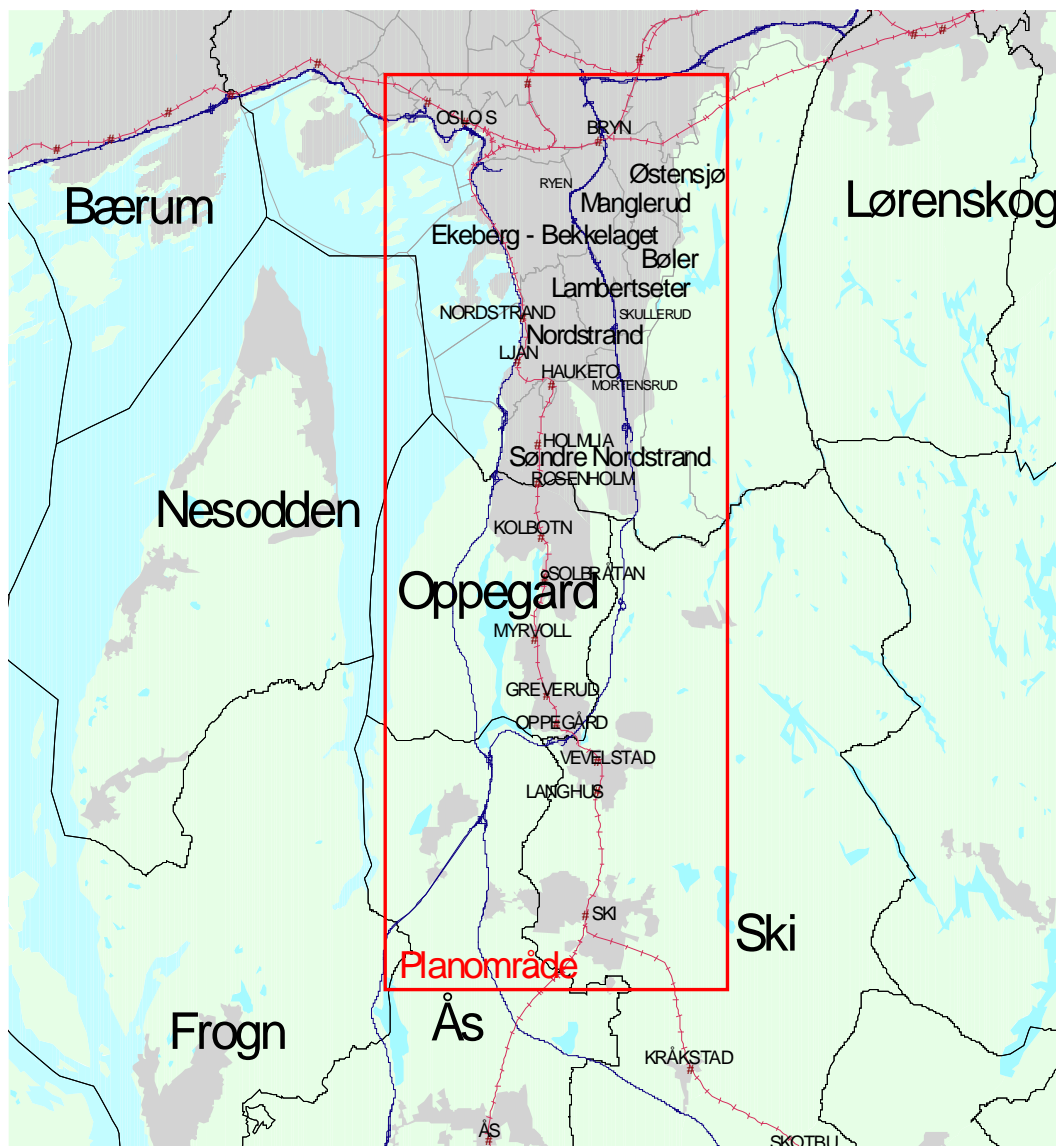 OSLO S
BRYN
Østensjø
RYEN
Bærum
Manglerud
Lørenskog
Ekeberg - Bekkelaget
Bøler
Lambertseter
NORDSTRAND
SKULLERUD
Nordstrand
LJAN
HAUKETO
MORTENSRUD
HOLMLIA
Søndre Nordstrand
ROSENHOLM
Nesodden
KOLBOTN
SOLBRÅTAN
Oppegård
MYRVOLL
GREVERUD
OPPEGÅRD
VEVELSTAD
LANGHUS
SKI
Ski
Planområde
Ås
Frogn
KRÅKSTAD
ÅS
SKOTBU